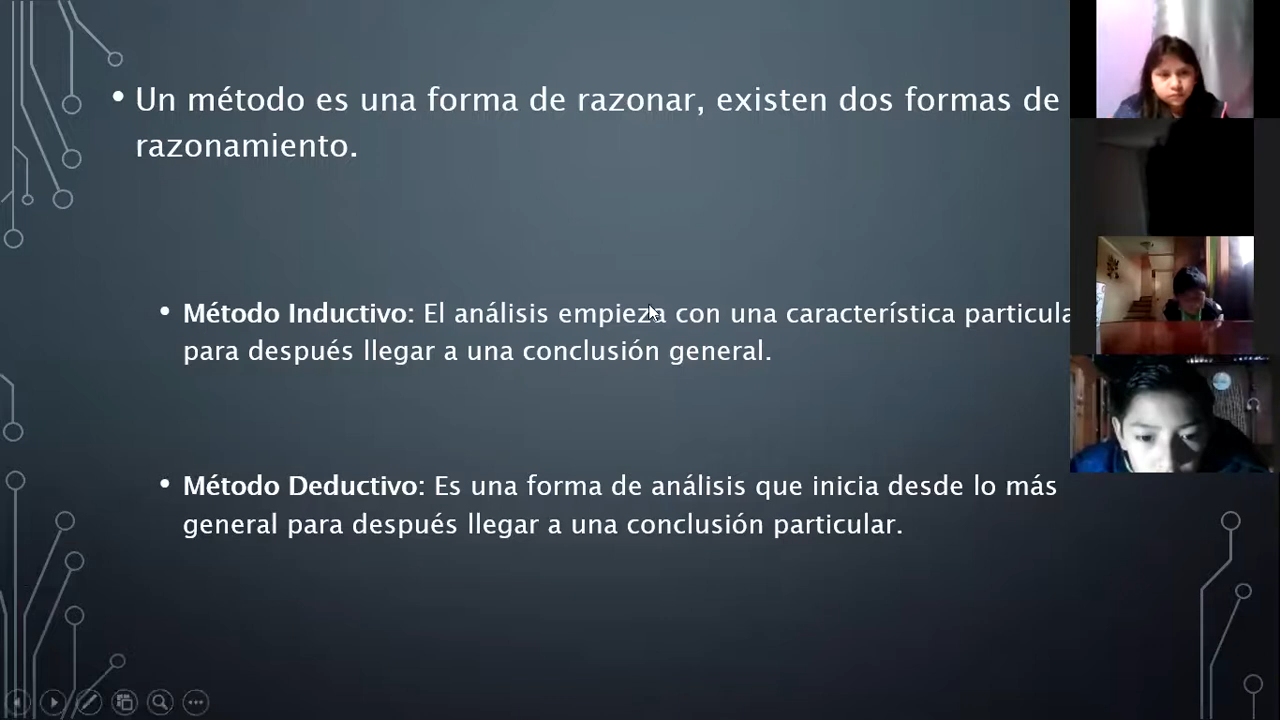 • Un método es una forma de razonar, existen dos formas de
razonamiento.
• Método Inductivo: El análisis empieza con una característica particula
para después llegar a una conclusión general.
• Método Deductivo: Es una forma de análisis que inicia desde lo más
general para después llegar a una conclusión particular.